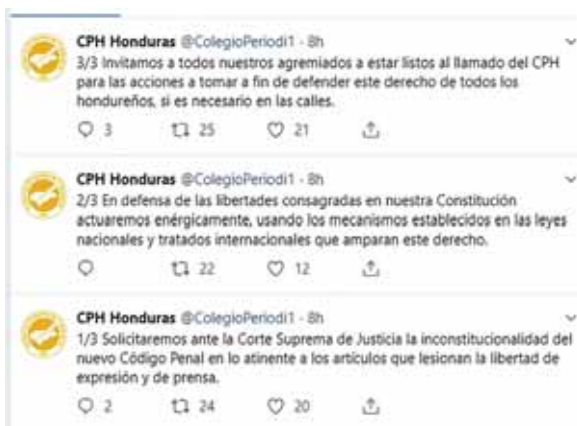 CPH Honduras @ColegioPeriodi1 - 8h
3/3 Invitamos a todos nuestros agremiados a estar listos al llamado del CPH
para las acciones a tomar a fin de defender este derecho de todos los
hondureños, si es necesario en las calles.
3 25 21
CPH Honduras @ColegioPeriodi1 - 8h
2/3 En defensa de las libertades consagradas en nuestra Constitución
actuaremos enérgicamente, usando los mecanismos establecidos en las leyes
nacionales y tratados internacionales que amparan este derecho.
22 12
CPH Honduras @ColegioPeriodi1 - 8h
1/3 Solicitaremos ante la Corte Suprema de Justicia la inconstitucionalidad del
nuevo Código Penal en lo atinente a los artículos que lesionan la libertad de
expresión y de prensa.
2 24 20